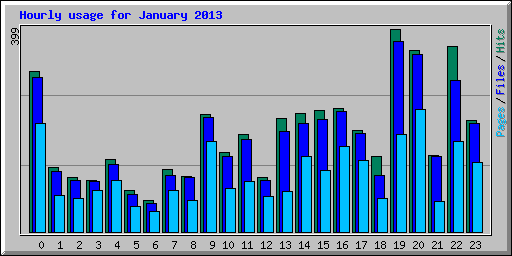 Hourly usage for January 2013
399
Pages/Files/Hits
0 1 2 3 4 5 6 7 8 9 10 11 12 13 14 15 16 17 18 19 20 21 22 23